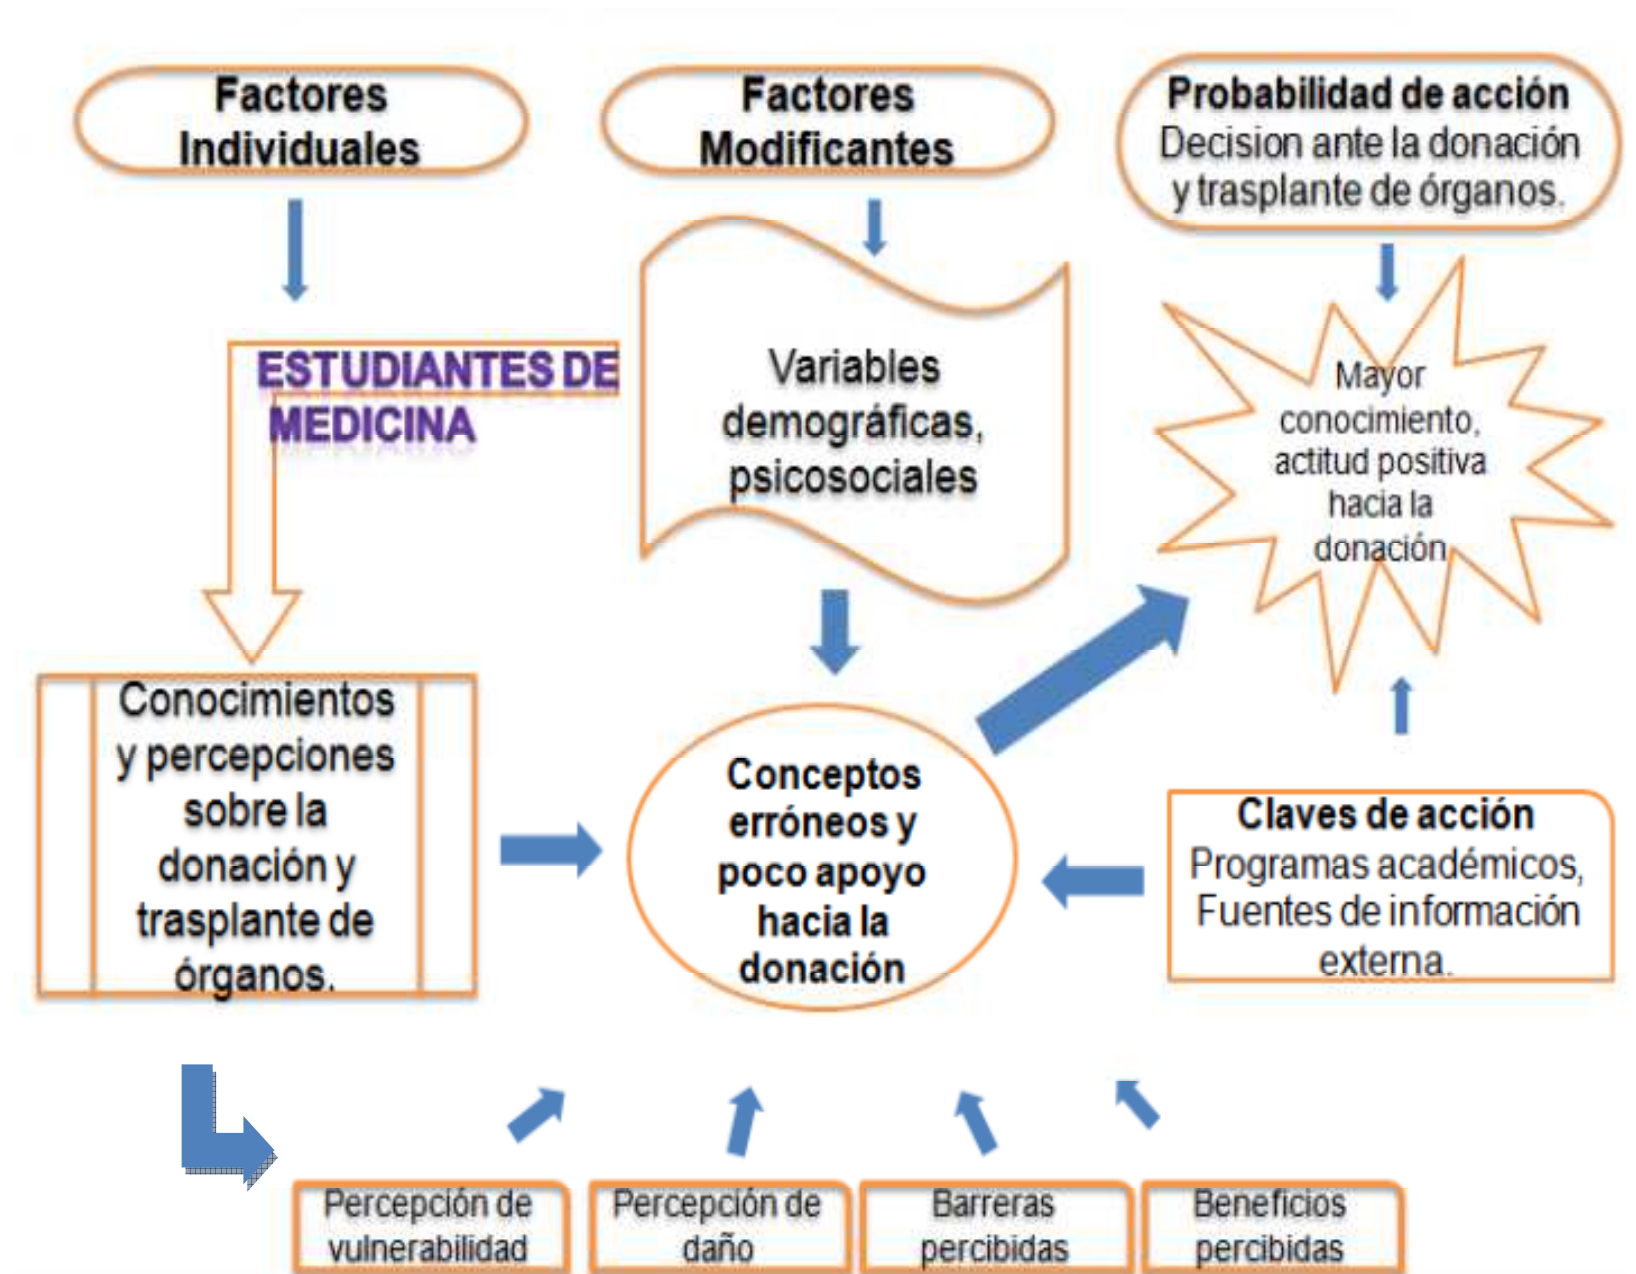 Factores
Individuales
Factores
Modificantes
Probabilidad de acción
Decision ante la donación
y trasplante de órganos.
ESTUDIANTES DE
MEDICINA
Variables
demográficas,
psicosociales
Mayor
conocimiento,
actitud positiva
hacia la
donación
Conocimientos
y percepciones
sobre la
donación y
trasplante de
órganos.
Conceptos
erróneos y
poco apoyo
hacia la
donación
Claves de acción
Programas académicos,
Fuentes de información
externa.
Percepción de
vulnerabilidad
Percepción de
daño
Barreras
percibidas
Beneficios
percibidas